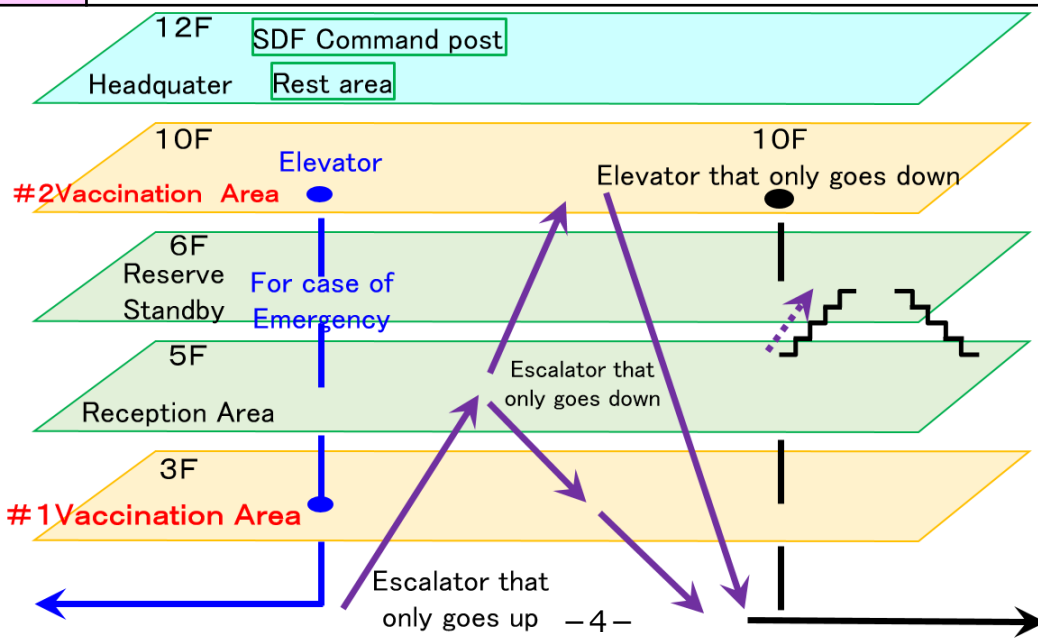 12F
SDF Command post
Headquater
Rest area
10F
10F
Elevator
Elevator that only goes down
#2Vaccination Area
6F
Reserve
Standby
For case of
Emergency
5F
Escalator that
only goes down
Reception Area
3F
#1Vaccination Area
Escalator that
only goes up
-4-